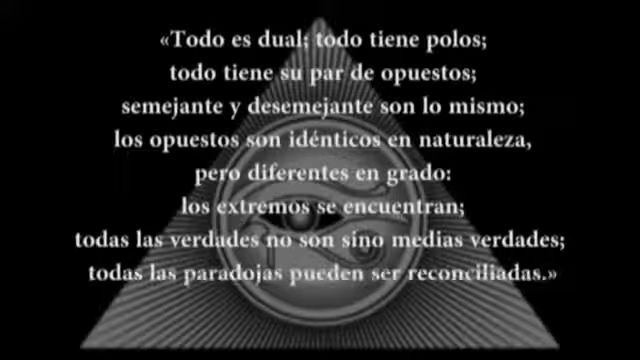 «Todo es dual; todo tiene polos;
todo tiene su par de opuestos;
semejante y desemejante son lo mismo;
los opuestos son idénticos en naturaleza,
pero diferentes en grado:
los extremos se encuentran;
todas las verdades no son sino medias verdades;
todas las paradojas pueden ser reconciliadas.»